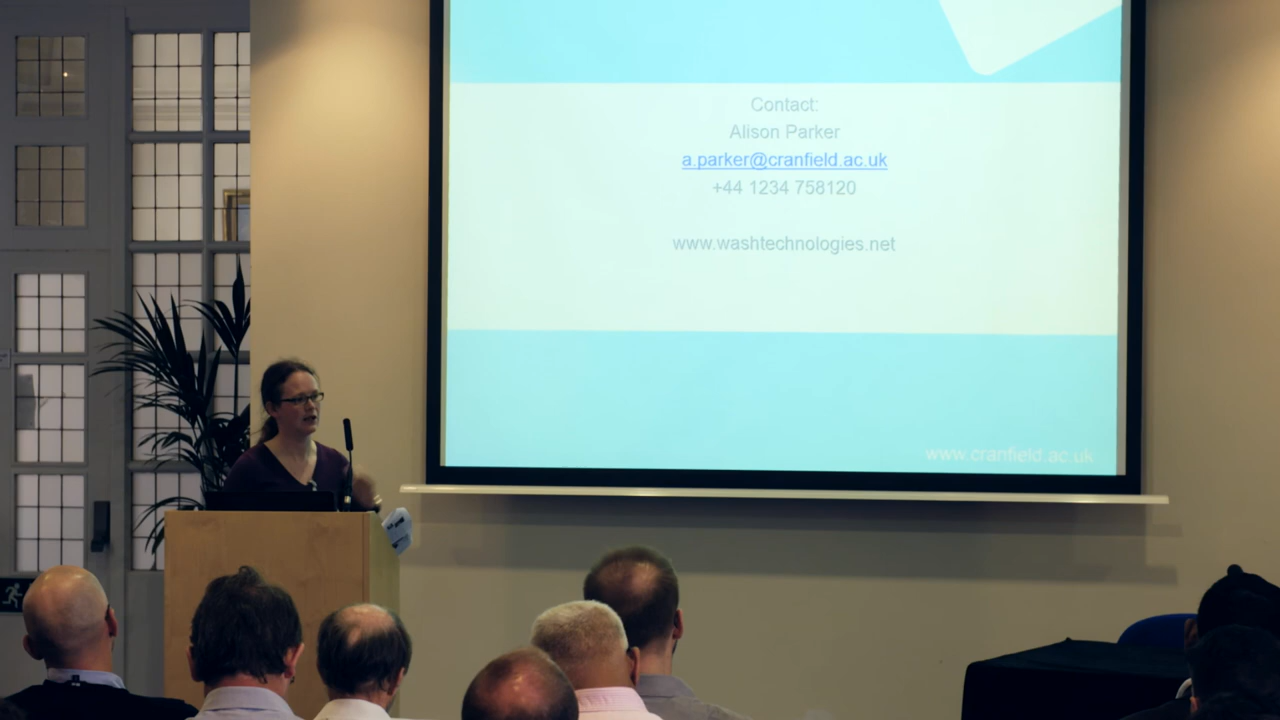 Contact:
Alison Parker
a.parker@cranfield.ac.uk
+44 1234 758120
www.washtechnologies.net
www.cranfield.ac.uk